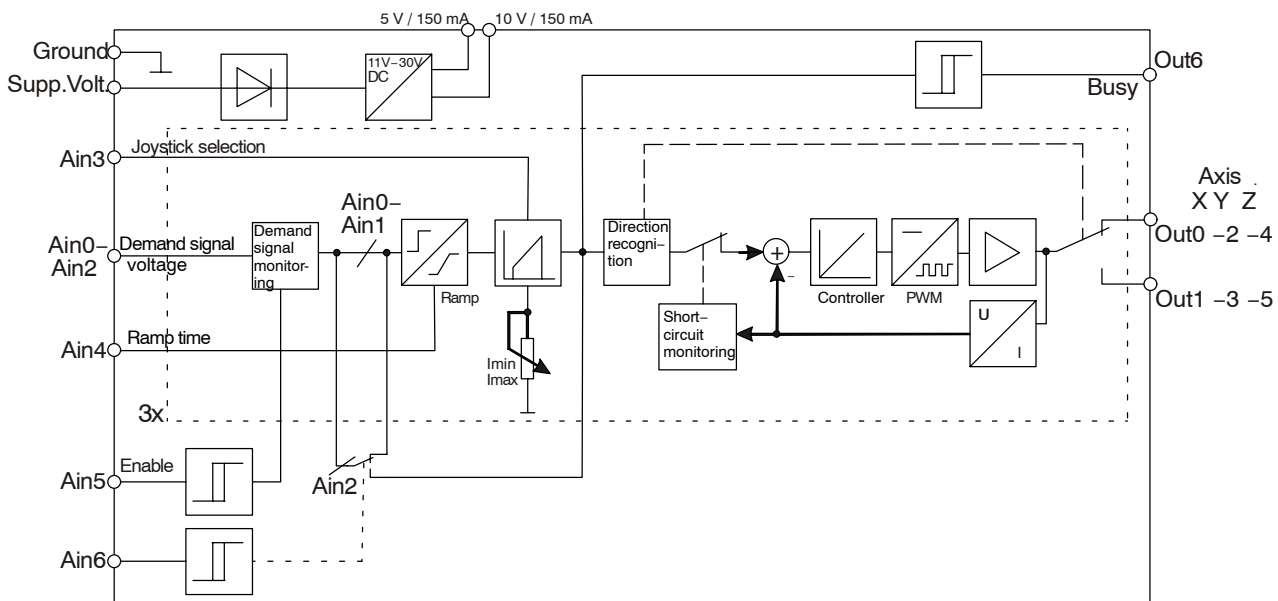 5 V / 150 mA
10 V / 150 mA
Ground
Supp.Volt.
11V–30V
DC
Out6
Busy
Ain3
Joystick selection
Ain0–
Ain1
Axis
X Y Z
Ain0–
Ain2
Demand signal
voltage
Demand
signal
monitor-
ing
Ramp
Direction
recogni–
tion
+
–
Controller
PWM
Out0 –2 –4
Out1 –3 –5
Short–
circuit
monitoring
U
I
Ain4
Ramp time
Imin
Imax
3x
Ain5
Enable
Ain2
Ain6